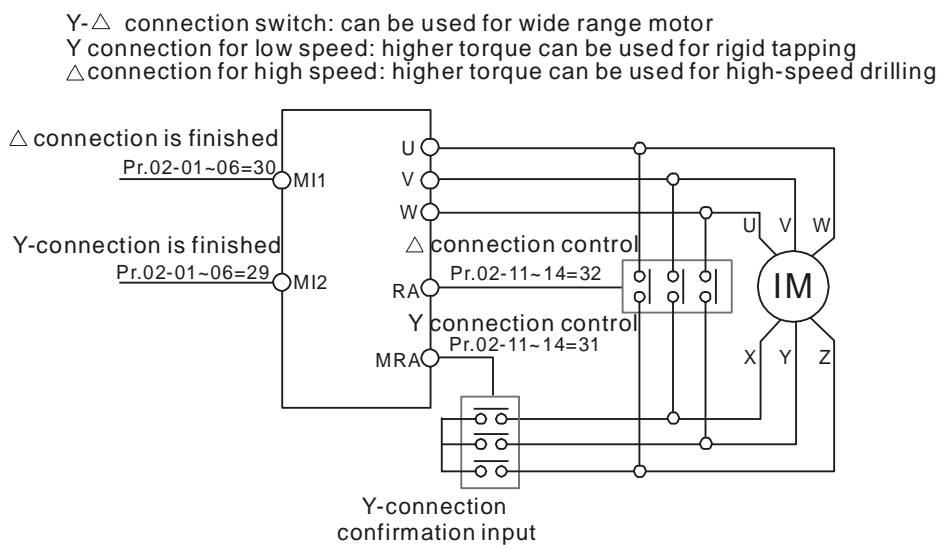 Y-△ connection switch: can be used for wide range motor
Y connection for low speed: higher torque can be used for rigid tapping
△connection for high speed: higher torque can be used for high-speed drilling
△ connection is finished
Pr.02-01~06=30
MI1
Y-connection is finished
Pr.02-01~06=29
MI2
U
V
W
△ connection control
Pr.02-11~14=32
RA
Y connection control
Pr.02-11~14=31
MRA
U V W
IM
X Y Z
Y-connection
confirmation input